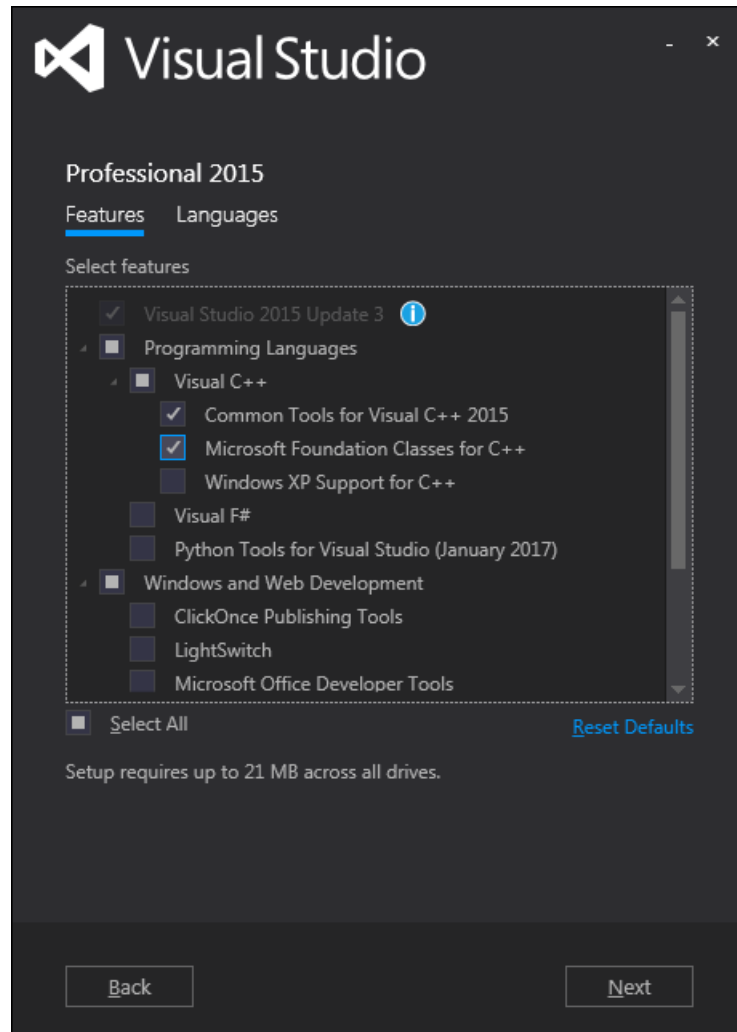 Visual Studio
Professional 2015
Features Languages
Select features
Visual Studio 2015 Update 3
Programming Languages
Visual C++
Common Tools for Visual C++ 2015
Microsoft Foundation Classes for C++
Windows XP Support for C++
Visual F#
Python Tools for Visual Studio (January 2017)
Windows and Web Development
ClickOnce Publishing Tools
LightSwitch
Microsoft Office Developer Tools
Select All Reset Defaults
Setup requires up to 21 MB across all drives.
Back Next